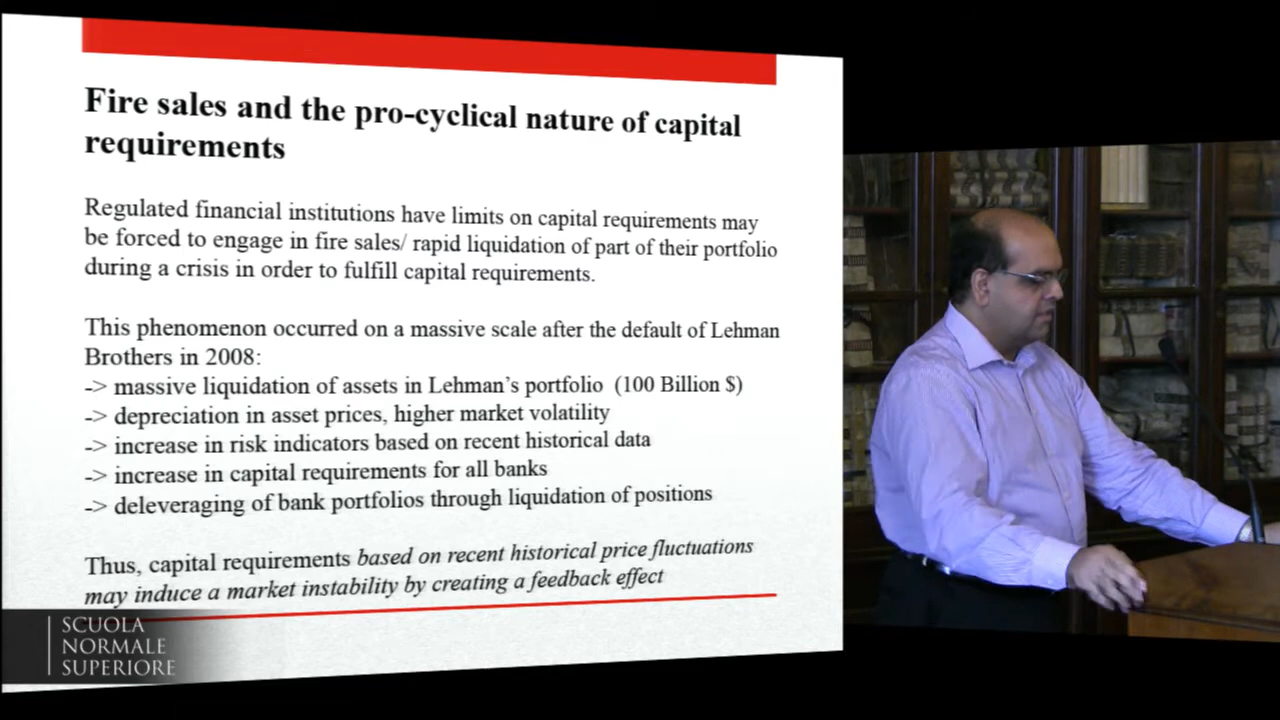 Fire sales and the pro-cyclical nature of capital
requirements
Regulated financial institutions have limits on capital requirements may
be forced to engage in fire sales/ rapid liquidation of part of their portfolio
during a crisis in order to fulfill capital requirements.
This phenomenon occurred on a massive scale after the default of Lehman
Brothers in 2008:
-> massive liquidation of assets in Lehman's portfolio (100 Billion $)
-> depreciation in asset prices, higher market volatility
-> increase in risk indicators based on recent historical data
-> increase in capital requirements for all banks
-> deleveraging of bank portfolios through liquidation of positions
Thus, capital requirements based on recent historical price fluctuations
may induce a market instability by creating a feedback effect
SCUOLA
NORMALE
SUPERIORE